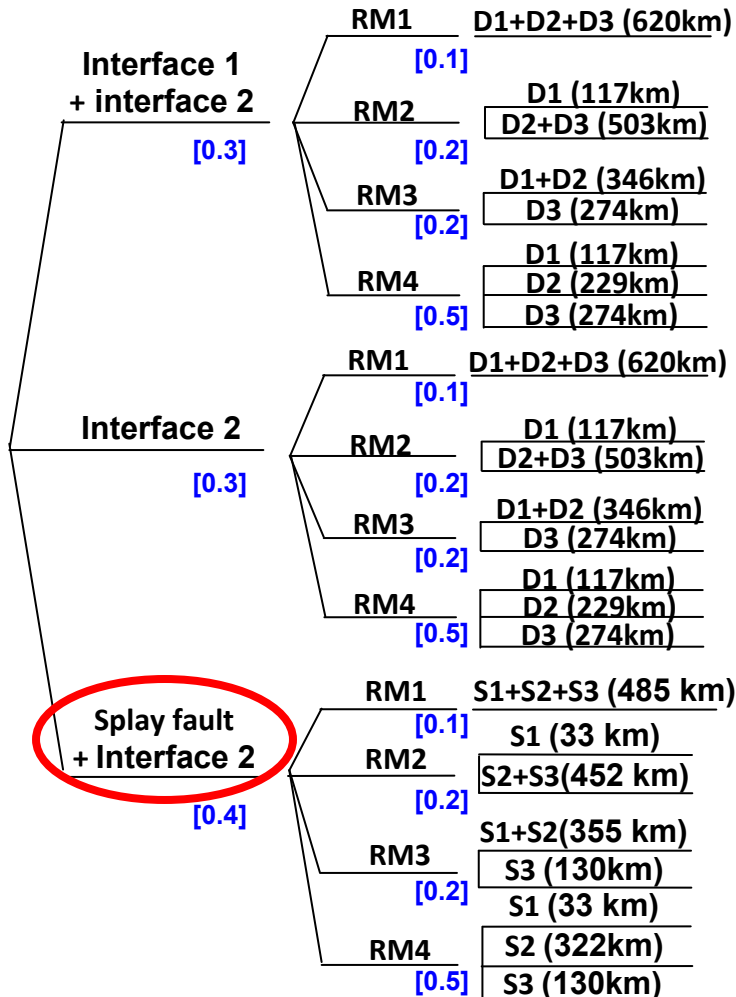 RM1 D1+D2+D3 (620km)
[0.1]
Interface 1
+ interface 2
[0.3]
RM2 D1 (117km)
D2+D3 (503km)
[0.2]
RM3 D1+D2 (346km)
D3 (274km)
[0.2]
RM4 D1 (117km)
D2 (229km)
D3 (274km)
[0.5]
RM1 D1+D2+D3 (620km)
[0.1]
Interface 2
[0.3]
RM2 D1 (117km)
D2+D3 (503km)
[0.2]
RM3 D1+D2 (346km)
D3 (274km)
[0.2]
RM4 D1 (117km)
D2 (229km)
D3 (274km)
[0.5]
RM1 S1+S2+S3 (485 km)
[0.1]
Splay fault
+ Interface 2
[0.4]
RM2 S1 (33 km)
S2+S3(452 km)
[0.2]
RM3 S1+S2(355 km)
S3 (130km)
[0.2]
RM4 S1 (33 km)
S2 (322km)
S3 (130km)
[0.5]